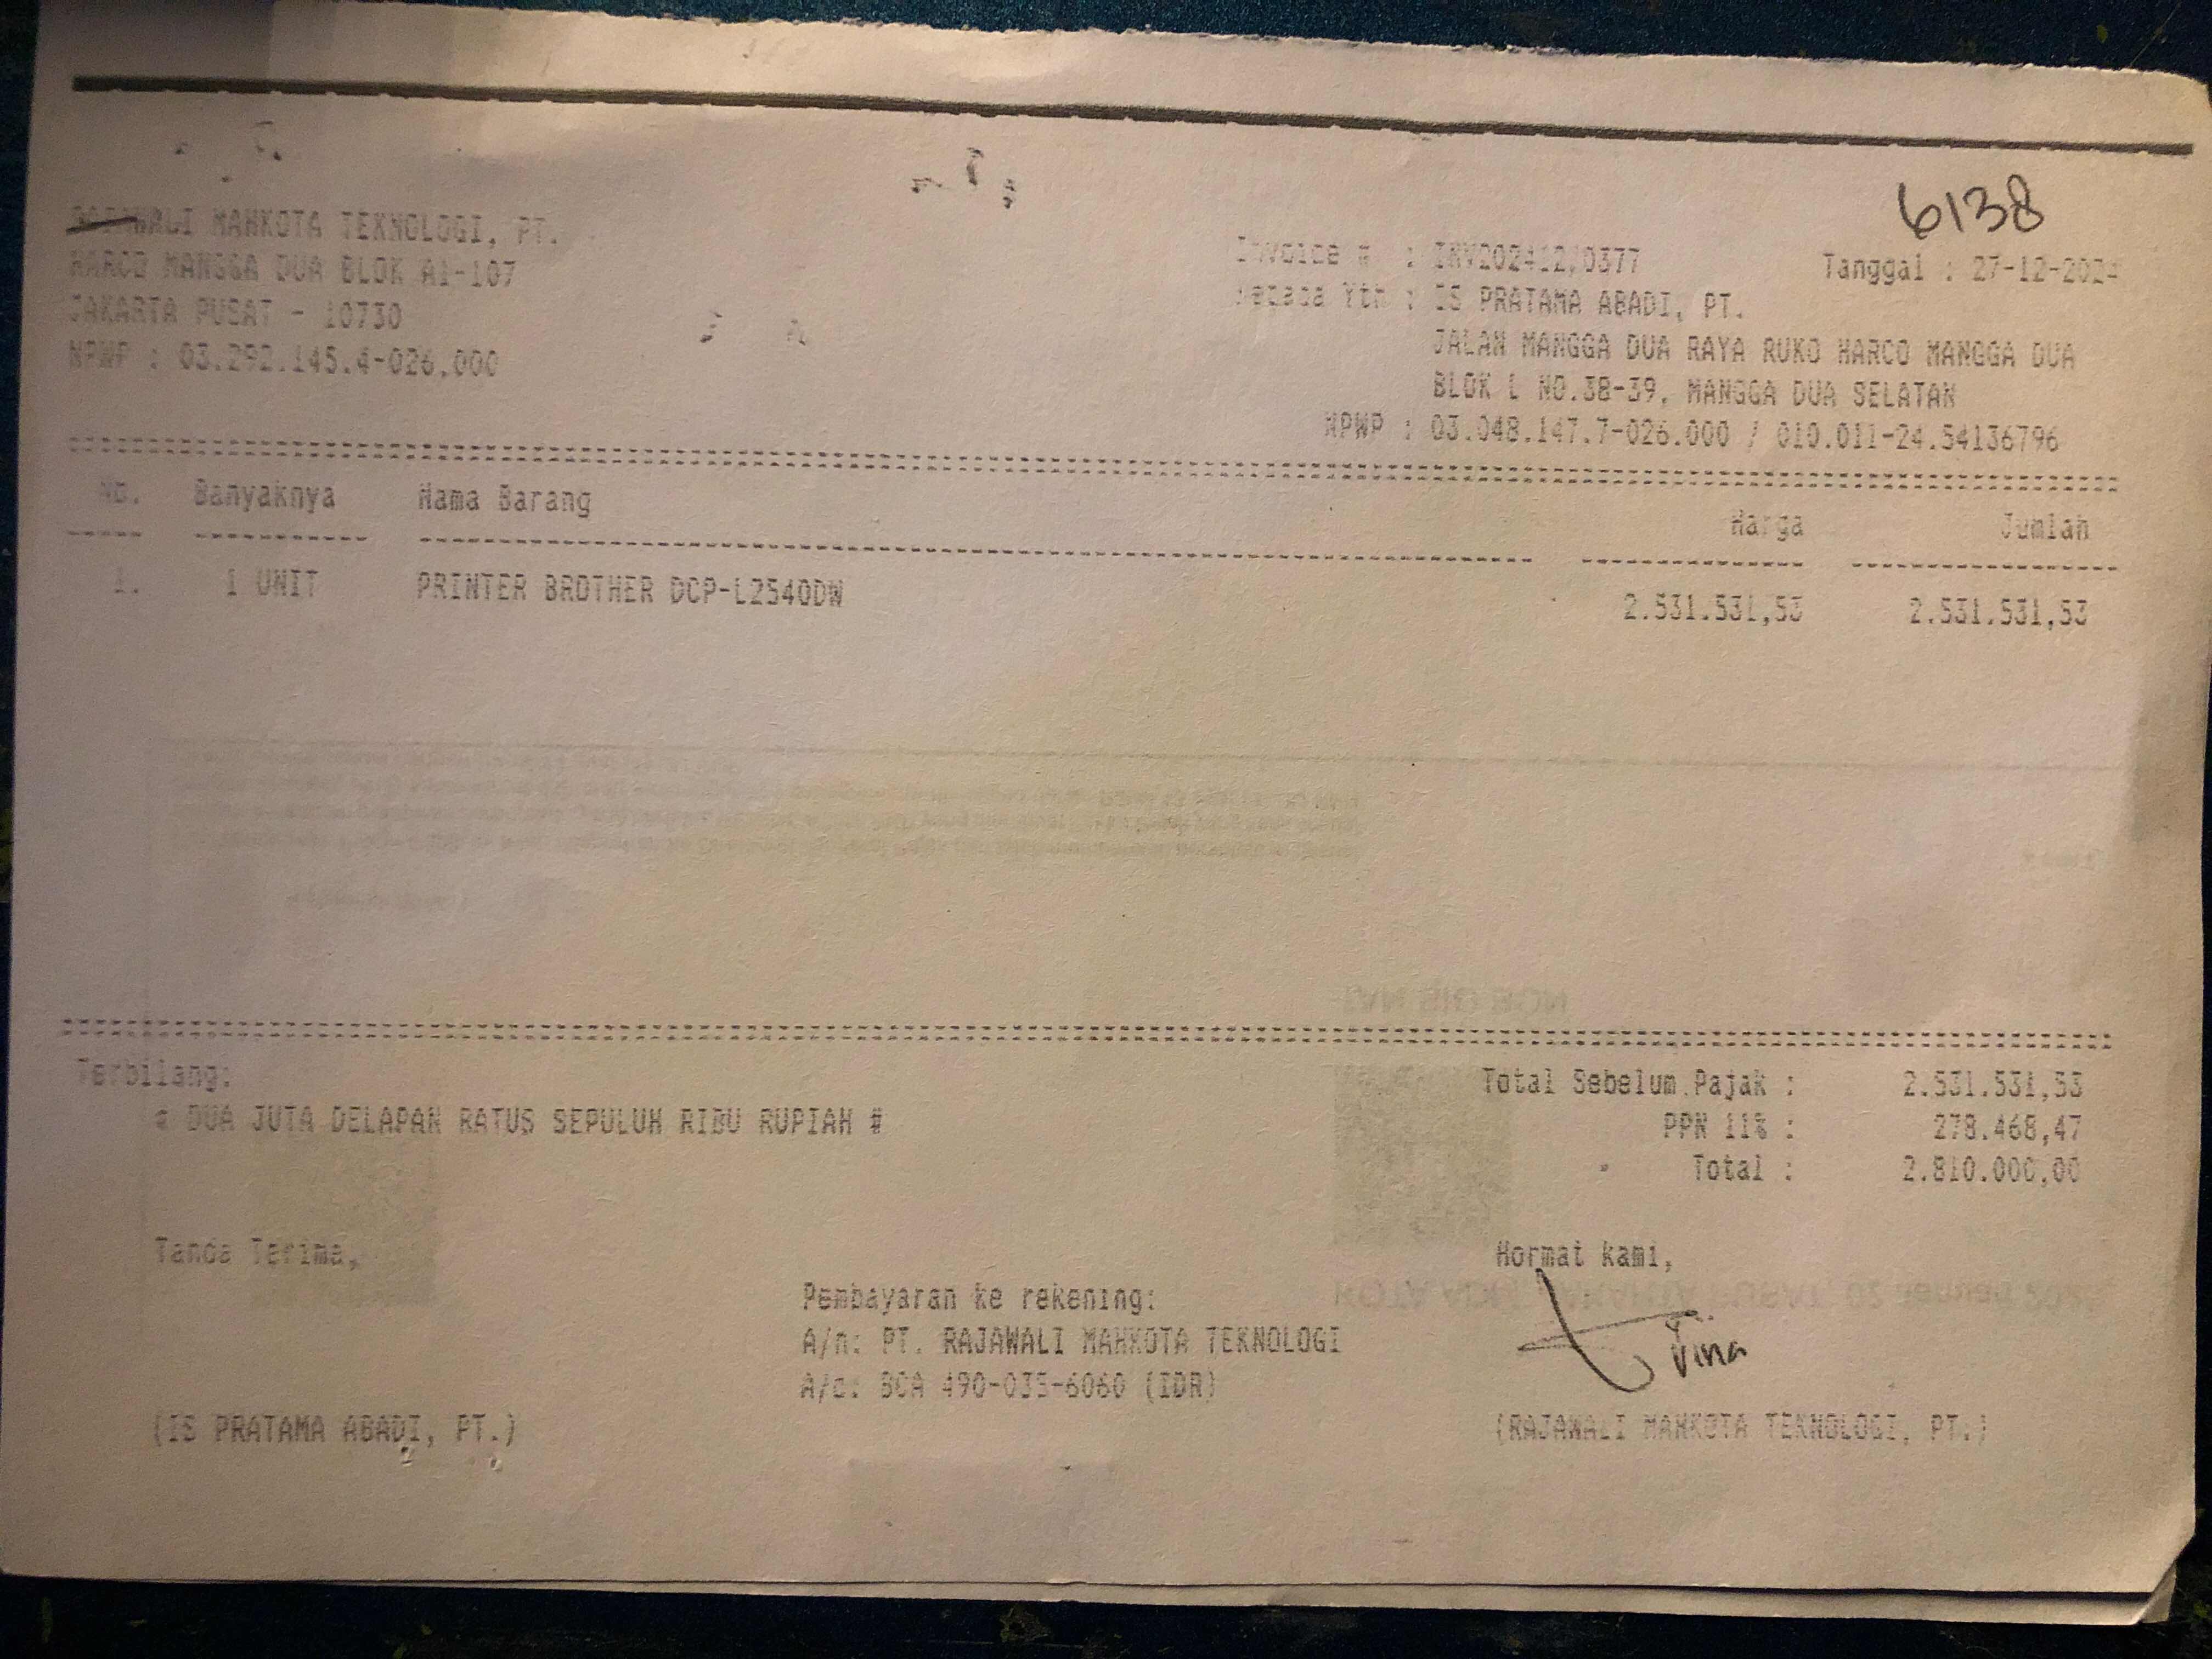 6138
RAJAWALI MAHKOTA TEKNOLOGI, PT.
HARCO MANGGA DUA BLOK A1-107
JAKARTA PUSAT - 10730
NPWP : 03.292.145.4-026.000
Invoice # : INV202412/0377 Tanggal : 27-12-2024
Kepada Yth : IS PRATAMA ABADI, PT.
JALAN MANGGA DUA RAYA RUKO HARCO MANGGA DUA
BLOK L NO.38-39, MANGGA DUA SELATAN
NPWP : 03.048.147.7-026.000 / 010.011-24.54136796
No. Banyaknya Nama Barang Harga Jumlah
1. 1 UNIT PRINTER BROTHER DCP-L2540DW 2.531.531,53 2.531.531,53
Terbilang:
# DUA JUTA DELAPAN RATUS SEPULUH RIBU RUPIAH #
Total Sebelum Pajak : 2.531.531,53
PPN 11% : 278.468,47
Total : 2.810.000,00
Tanda Terima,
(IS PRATAMA ABADI, PT.)
Pembayaran ke rekening:
A/n: PT. RAJAWALI MAHKOTA TEKNOLOGI
A/c: BCA 490-035-6060 (IDR)
Hormat kami,
Vina
(RAJAWALI MAHKOTA TEKNOLOGI, PT.)